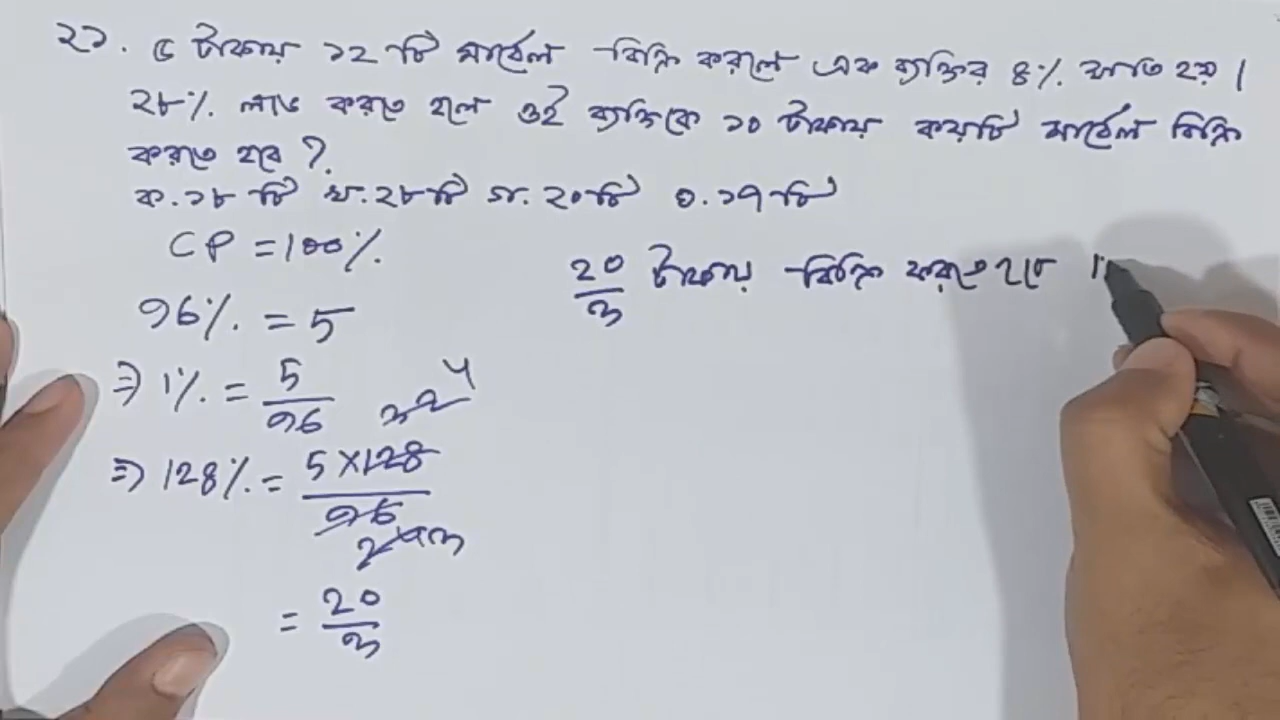 ২১. ৫ টাকায় ১২ টি মার্বেল বিক্রি করলে এক ব্যক্তির ৪% ক্ষতি হয়।
২৮% লাভ করতে হলে ওই ব্যক্তিকে ১০ টাকায় কয়টি মার্বেল বিক্রি
করতে হবে?
ক. ১৮ টি খ. ২৮টি গ. ২০টি ঘ. ১৭টি
CP = 100%
96% = 5
⇒ 1% = 5/96
⇒ 128% = 5×128/96
= 20/3
20/3 টাকায় বিক্রি করতে হবে